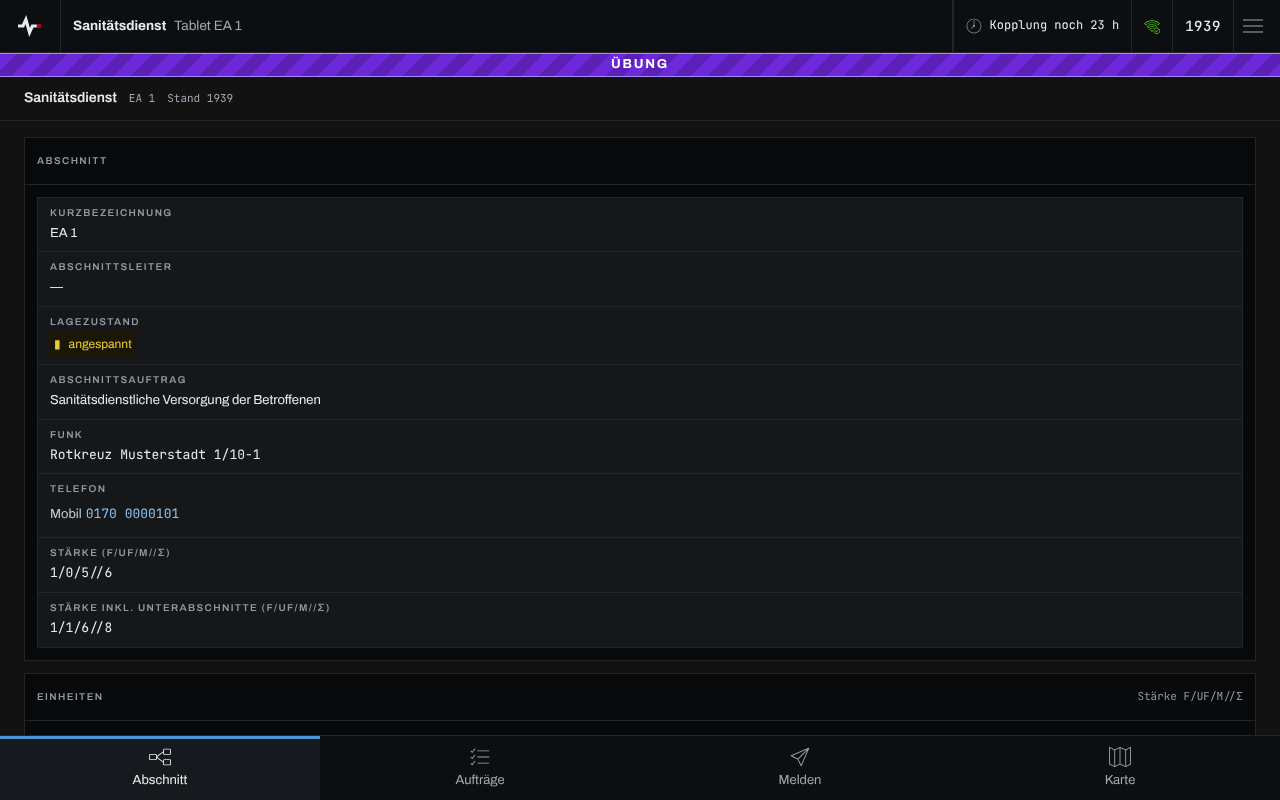 Sanitätsdienst Tablet EA 1
Kopplung noch 23 h
1939
ÜBUNG
Sanitätsdienst EA 1 Stand 1939
ABSCHNITT
KURZBEZEICHNUNG
EA 1
ABSCHNITTSLEITER
—
LAGEZUSTAND
angespannt
ABSCHNITTSAUFTRAG
Sanitätsdienstliche Versorgung der Betroffenen
FUNK
Rotkreuz Musterstadt 1/10-1
TELEFON
Mobil 0170 0000101
STÄRKE (F/UF/M//Σ)
1/0/5//6
STÄRKE INKL. UNTERABSCHNITTE (F/UF/M//Σ)
1/1/6//8
EINHEITEN
Stärke F/UF/M//Σ
Abschnitt
Aufträge
Melden
Karte